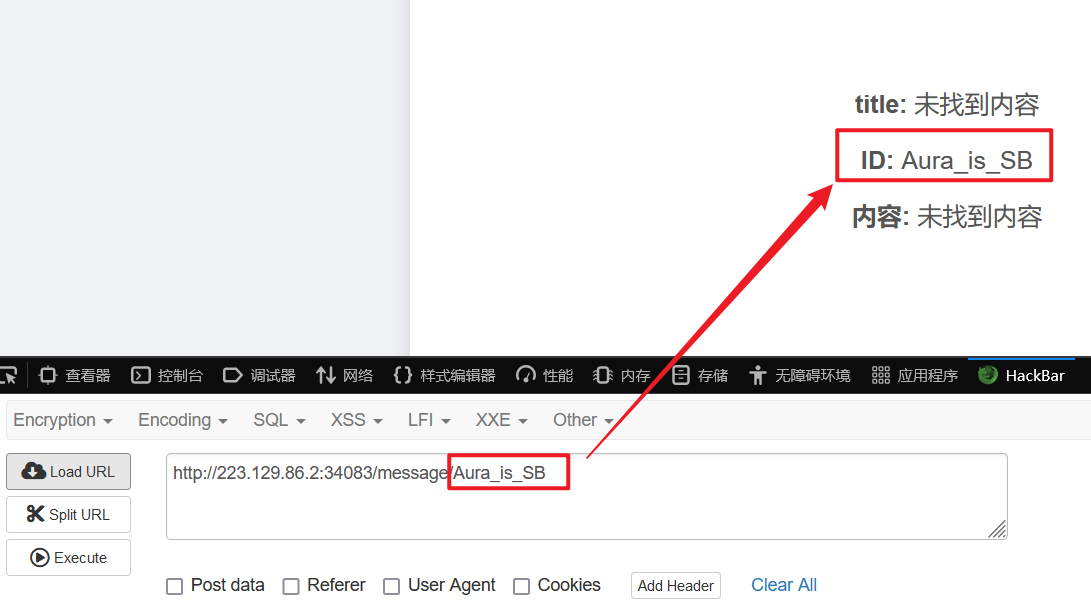 title: 未找到内容
ID: Aura_is_SB
内容: 未找到内容
查看器 控制台 调试器 网络 样式编辑器 性能 内存 存储 无障碍环境 应用程序 HackBar
Encryption Encoding SQL XSS LFI XXE Other
Load URL
http://223.129.86.2:34083/message/Aura_is_SB
Split URL
Execute
Post data Referer User Agent Cookies Add Header Clear All